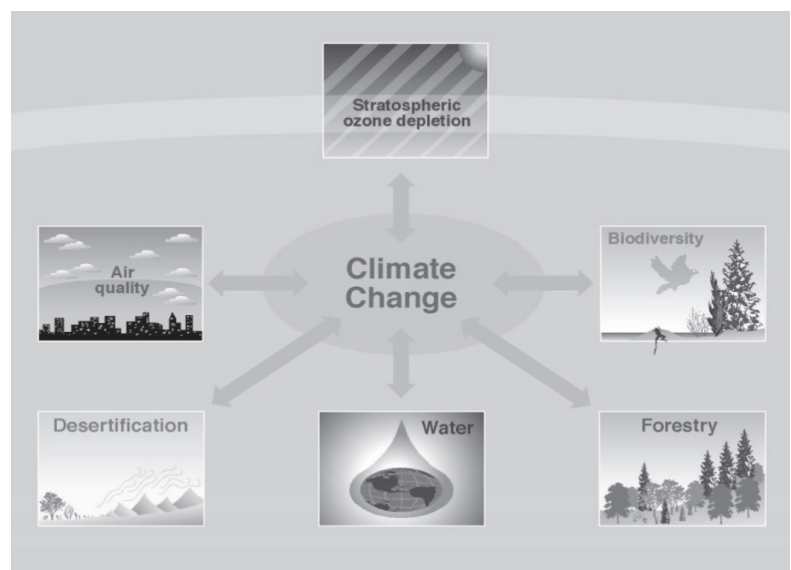 Stratospheric
ozone depletion
Air
quality
Climate
Change
Biodiversity
Desertification
Water
Forestry